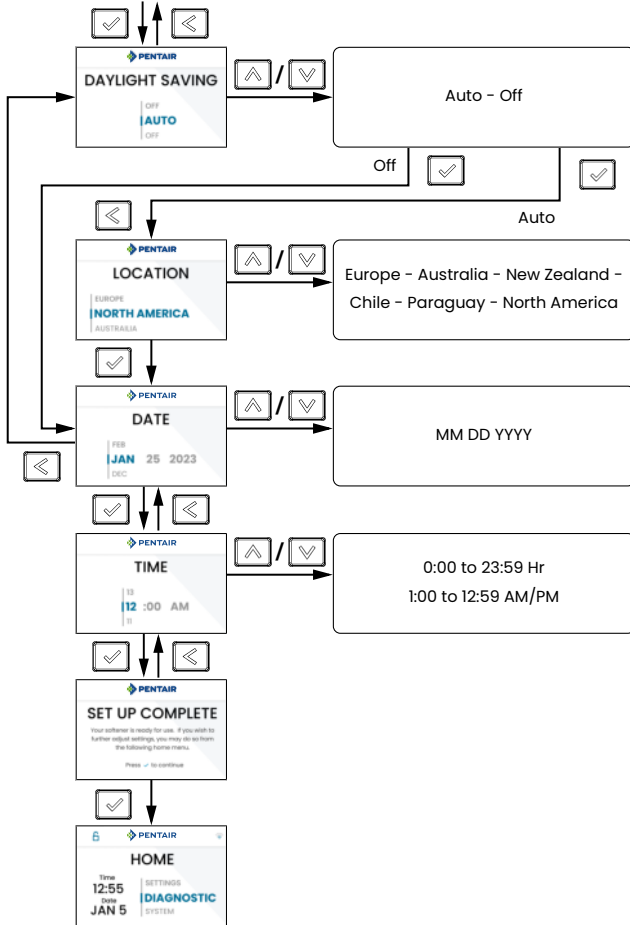 PENTAIR
DAYLIGHT SAVING
OFF
AUTO
OFF
/
Auto - Off
Off
Auto
PENTAIR
LOCATION
EUROPE
NORTH AMERICA
AUSTRAILIA
/
Europe - Australia - New Zealand -
Chile - Paraguay - North America
PENTAIR
DATE
FEB
JAN 25 2023
DEC
/
MM DD YYYY
PENTAIR
TIME
13
12 :00 AM
11
/
0:00 to 23:59 Hr
1:00 to 12:59 AM/PM
PENTAIR
SET UP COMPLETE
Your softener is ready for use. If you wish to
further adjust settings, you may do so from
the following home menu.
Press to continue
PENTAIR
HOME
Time
12:55
Date
JAN 5
SETTINGS
DIAGNOSTIC
SYSTEM